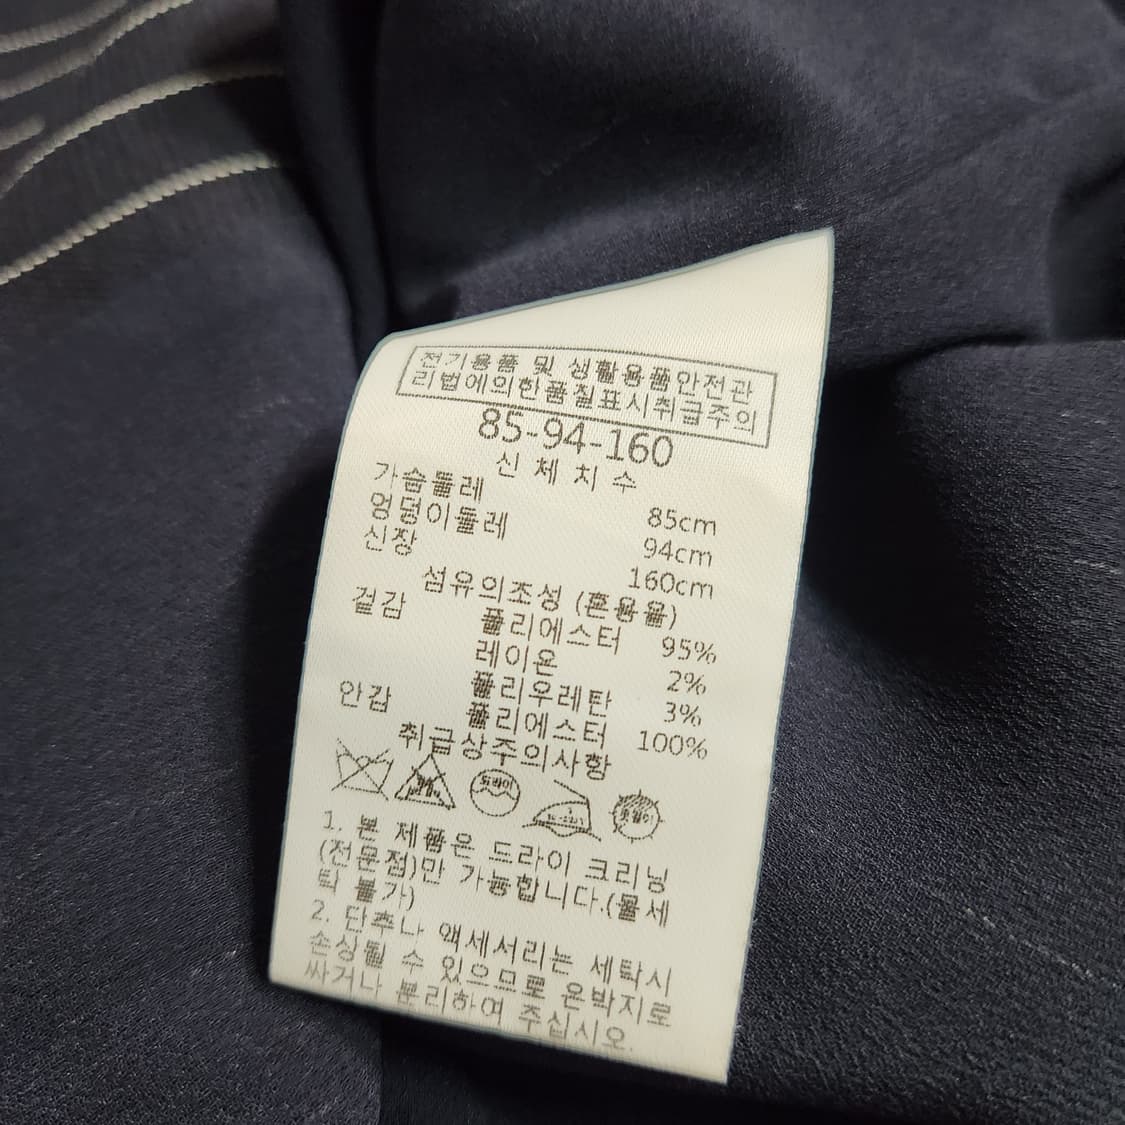 전기용품 및 생활용품안전관
리법에의한품질표시취급주의
85-94-160
신체치수
가슴둘레 85cm
엉덩이둘레 94cm
신장 160cm
섬유의조성 (혼용율)
겉감 폴리에스터 95%
레이온 2%
폴리우레탄 3%
안감 폴리에스터 100%
취급상주의사항
드라이
옷걸이
1. 본 제품은 드라이 크리닝
(전문점)만 가능합니다.(물세
탁 불가)
2. 단추나 액세서리는 세탁시
손상될 수 있으므로 은박지로
싸거나 분리하여 주십시오.